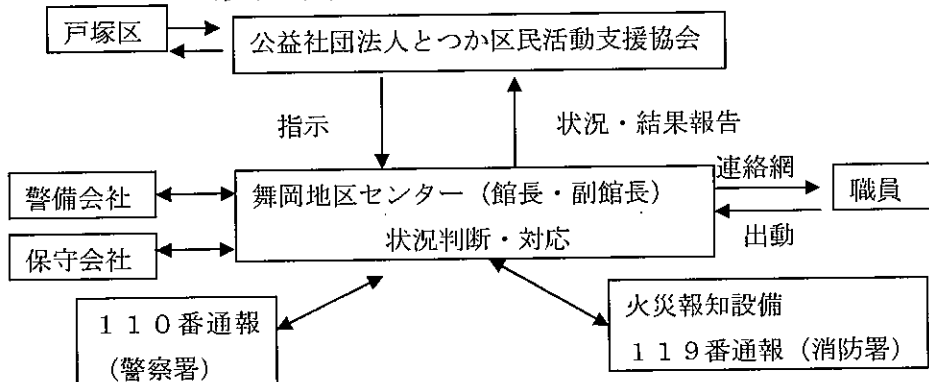 戸塚区
公益社団法人とつか区民活動支援協会
指示
状況・結果報告
警備会社
舞岡地区センター（館長・副館長）
状況判断・対応
連絡網
職員
出動
保守会社
１１０番通報
（警察署）
火災報知設備
１１９番通報（消防署）